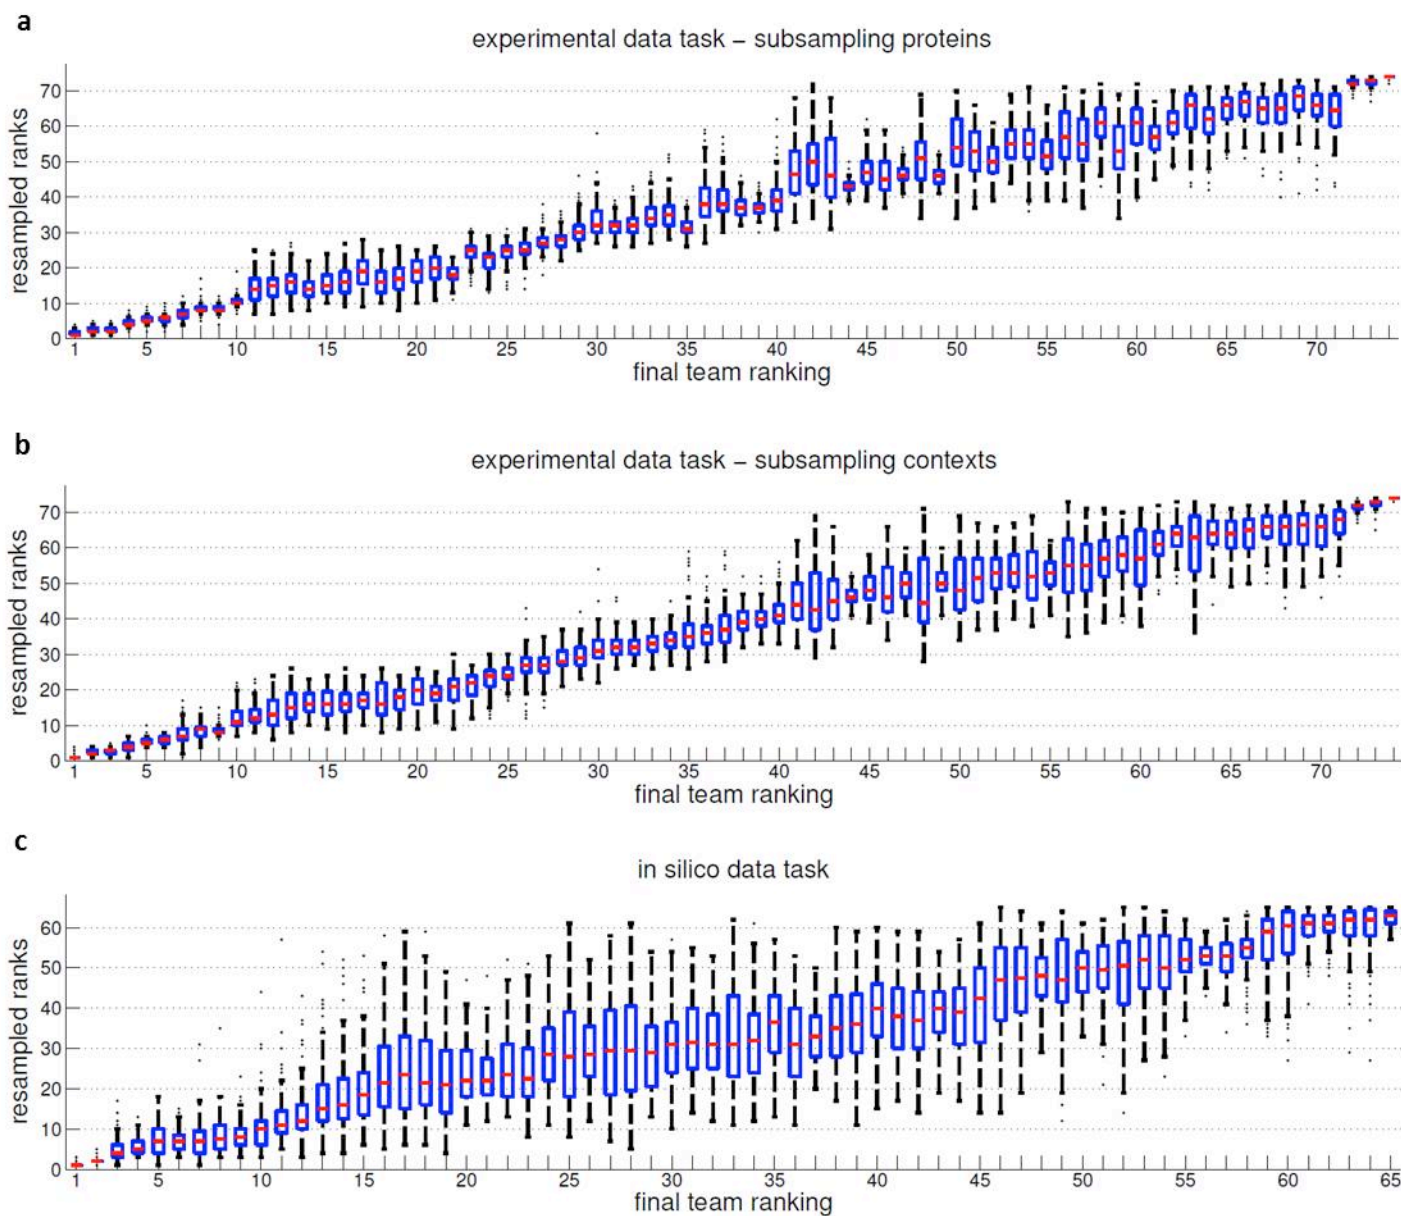 a
experimental data task – subsampling proteins
resampled ranks
70
60
50
40
30
20
10
0
1 5 10 15 20 25 30 35 40 45 50 55 60 65 70
final team ranking
b
experimental data task – subsampling contexts
resampled ranks
70
60
50
40
30
20
10
0
1 5 10 15 20 25 30 35 40 45 50 55 60 65 70
final team ranking
c
in silico data task
resampled ranks
60
50
40
30
20
10
0
1 5 10 15 20 25 30 35 40 45 50 55 60 65
final team ranking